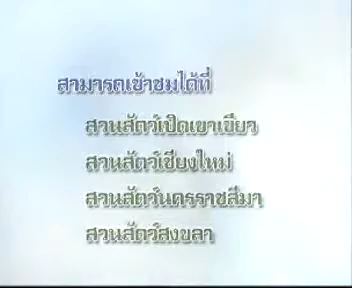 สามารถเข้าชมได้ที่
สวนสัตว์เปิดเขาเขียว
สวนสัตว์เชียงใหม่
สวนสัตว์นครราชสีมา
สวนสัตว์สงขลา